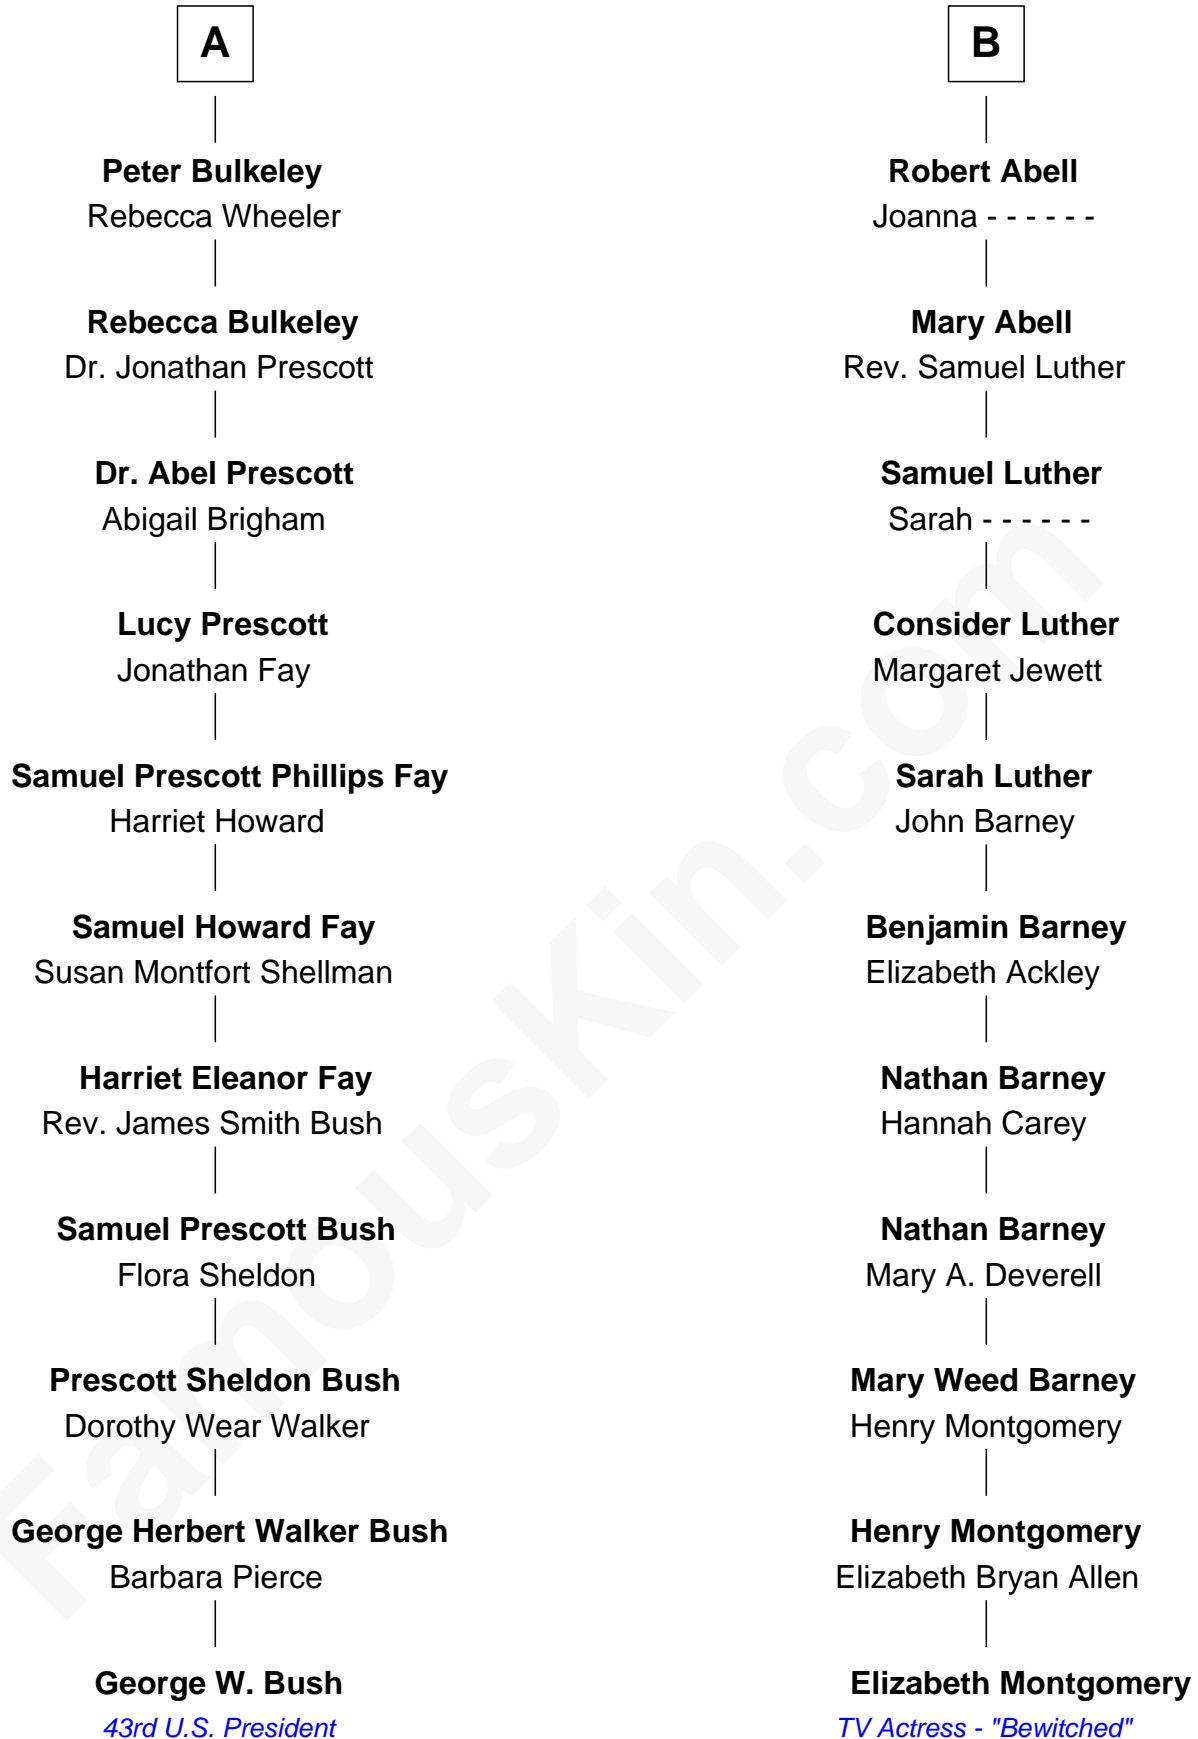 A
B
Peter Bulkeley
Rebecca Wheeler
Robert Abell
Joanna - - - - - -
Rebecca Bulkeley
Dr. Jonathan Prescott
Mary Abell
Rev. Samuel Luther
Dr. Abel Prescott
Abigail Brigham
Samuel Luther
Sarah - - - - - -
Lucy Prescott
Jonathan Fay
Consider Luther
Margaret Jewett
Samuel Prescott Phillips Fay
Harriet Howard
Sarah Luther
John Barney
Samuel Howard Fay
Susan Montfort Shellman
Benjamin Barney
Elizabeth Ackley
Harriet Eleanor Fay
Rev. James Smith Bush
Nathan Barney
Hannah Carey
Samuel Prescott Bush
Flora Sheldon
Nathan Barney
Mary A. Deverell
Prescott Sheldon Bush
Dorothy Wear Walker
Mary Weed Barney
Henry Montgomery
George Herbert Walker Bush
Barbara Pierce
Henry Montgomery
Elizabeth Bryan Allen
George W. Bush
43rd U.S. President
Elizabeth Montgomery
TV Actress - "Bewitched"
FamousKin.com